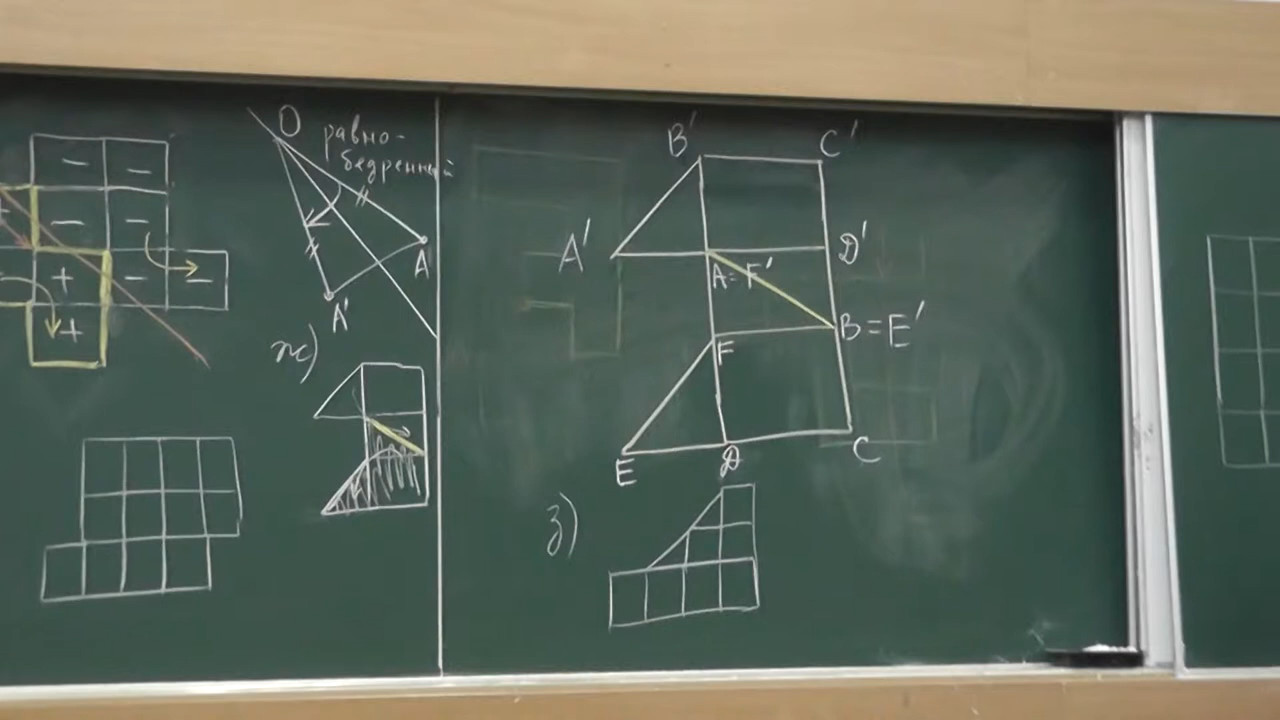 − −
− −
+ −
+
O
равно-
бедренный
A
A'
ж)
B' C'
A' D'
A=F'
B=E'
F
E D C
з)